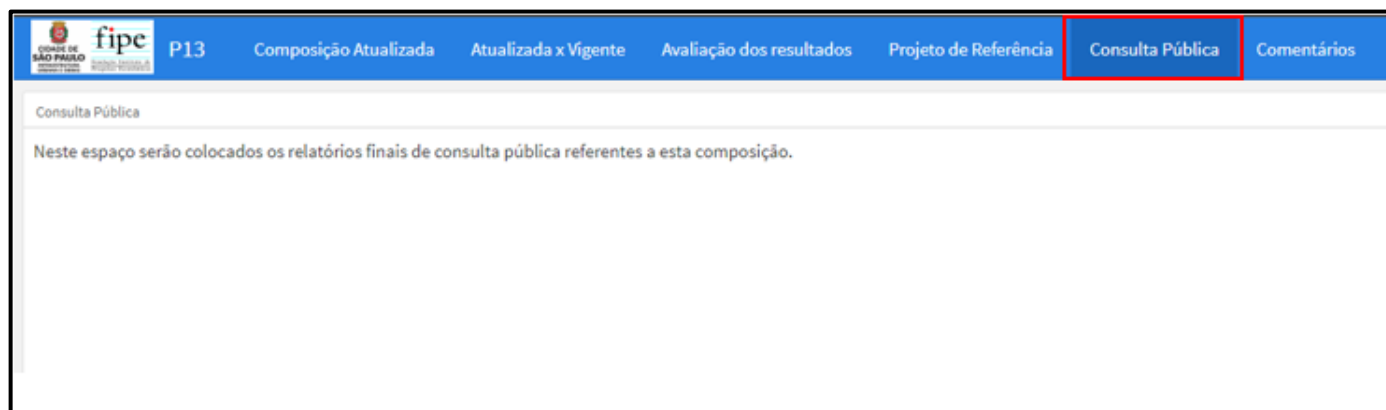 CIDADE DE
SÃO PAULO
fipe
P13
Composição Atualizada
Atualizada x Vigente
Avaliação dos resultados
Projeto de Referência
Consulta Pública
Comentários
Consulta Pública
Neste espaço serão colocados os relatórios finais de consulta pública referentes a esta composição.